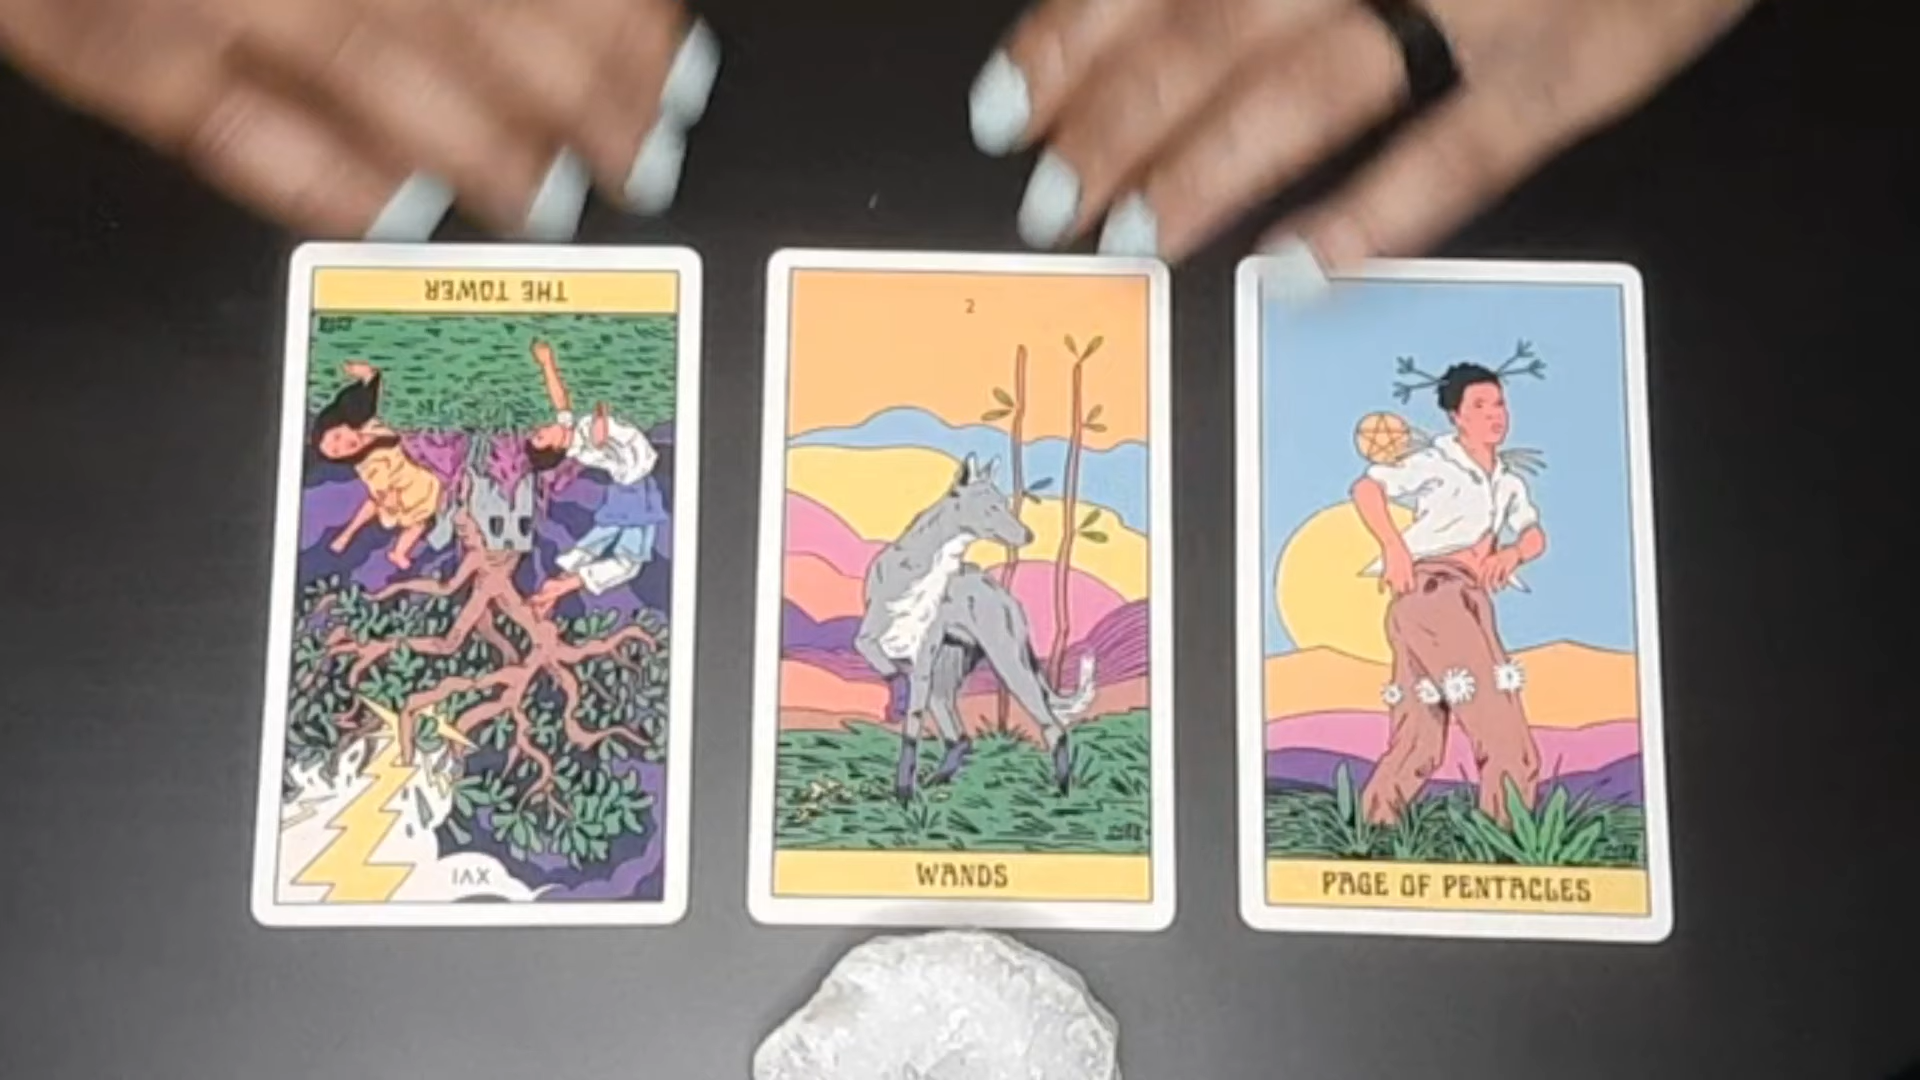 THE TOWER
XVI
2
WANDS
PAGE OF PENTACLES